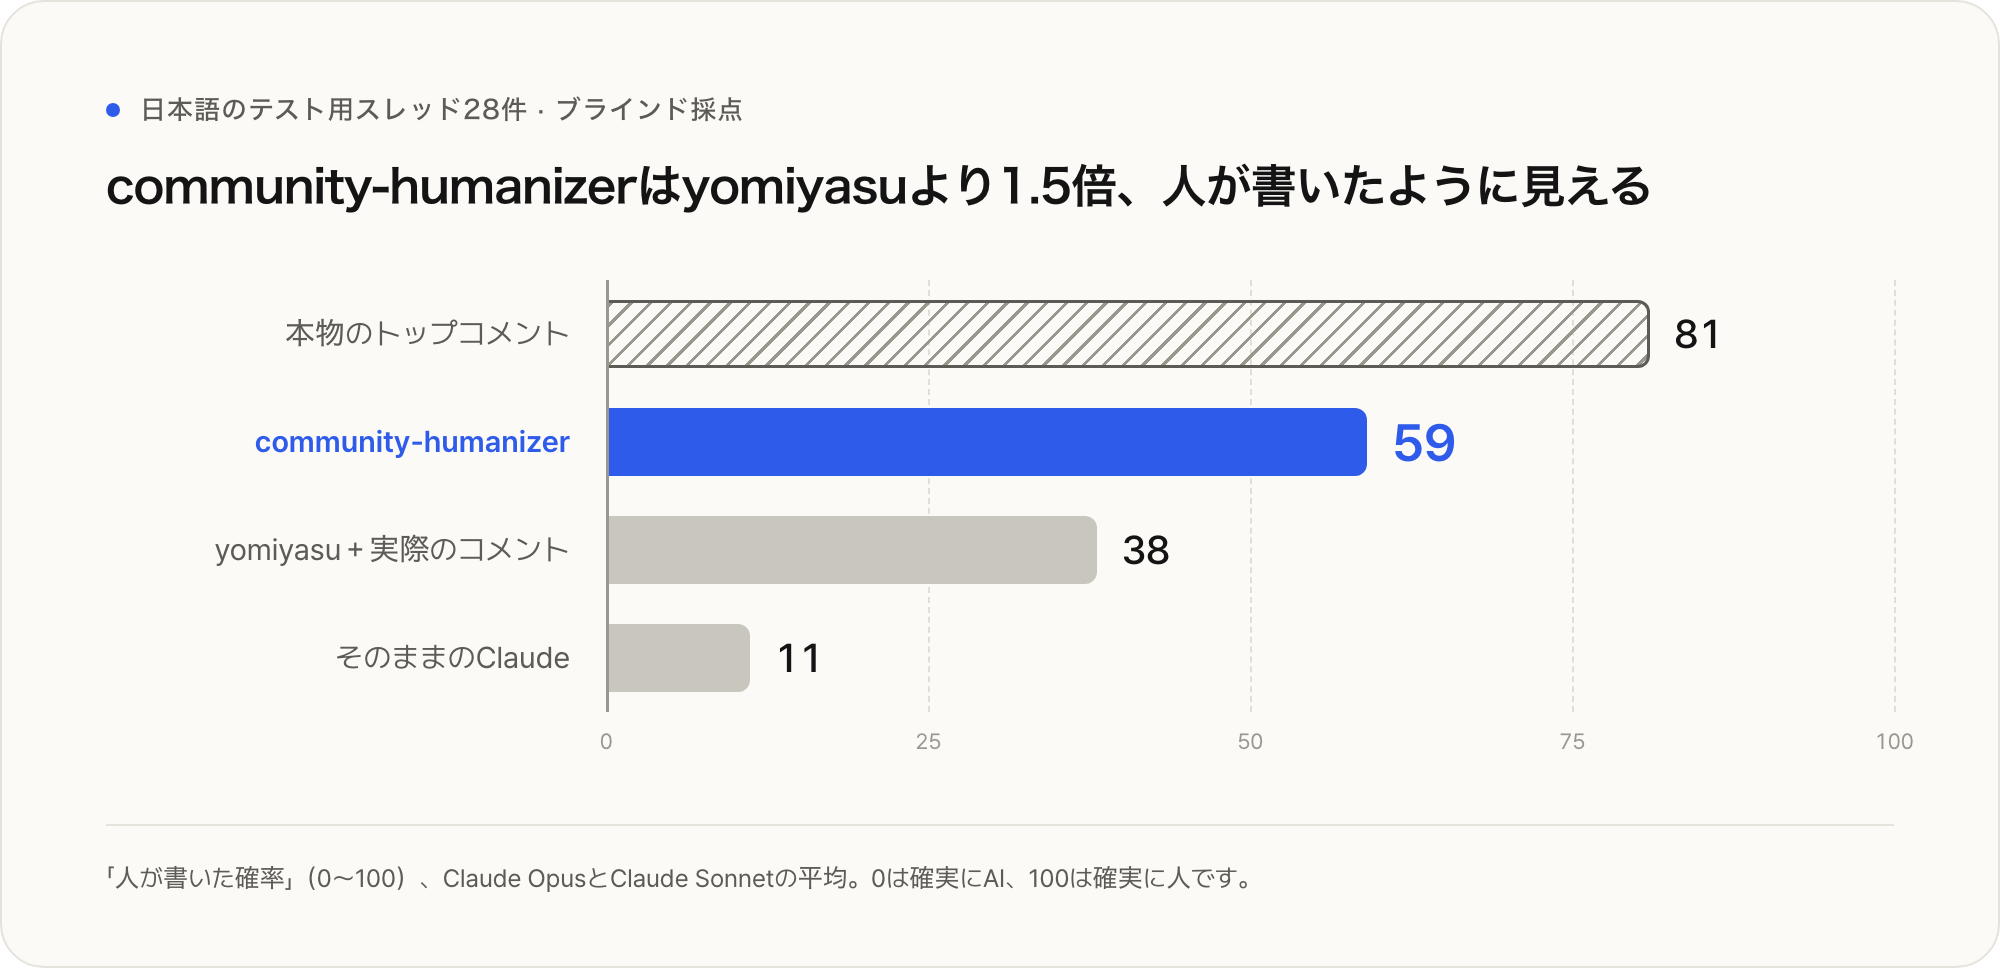 日本語のテスト用スレッド28件 · ブラインド採点
community-humanizerはyomiyasuより1.5倍、人が書いたように見える
本物のトップコメント 81
community-humanizer 59
yomiyasu + 実際のコメント 38
そのままのClaude 11
0 25 50 75 100
「人が書いた確率」(0〜100) 、Claude OpusとClaude Sonnetの平均。0は確実にAI、100は確実に人です。